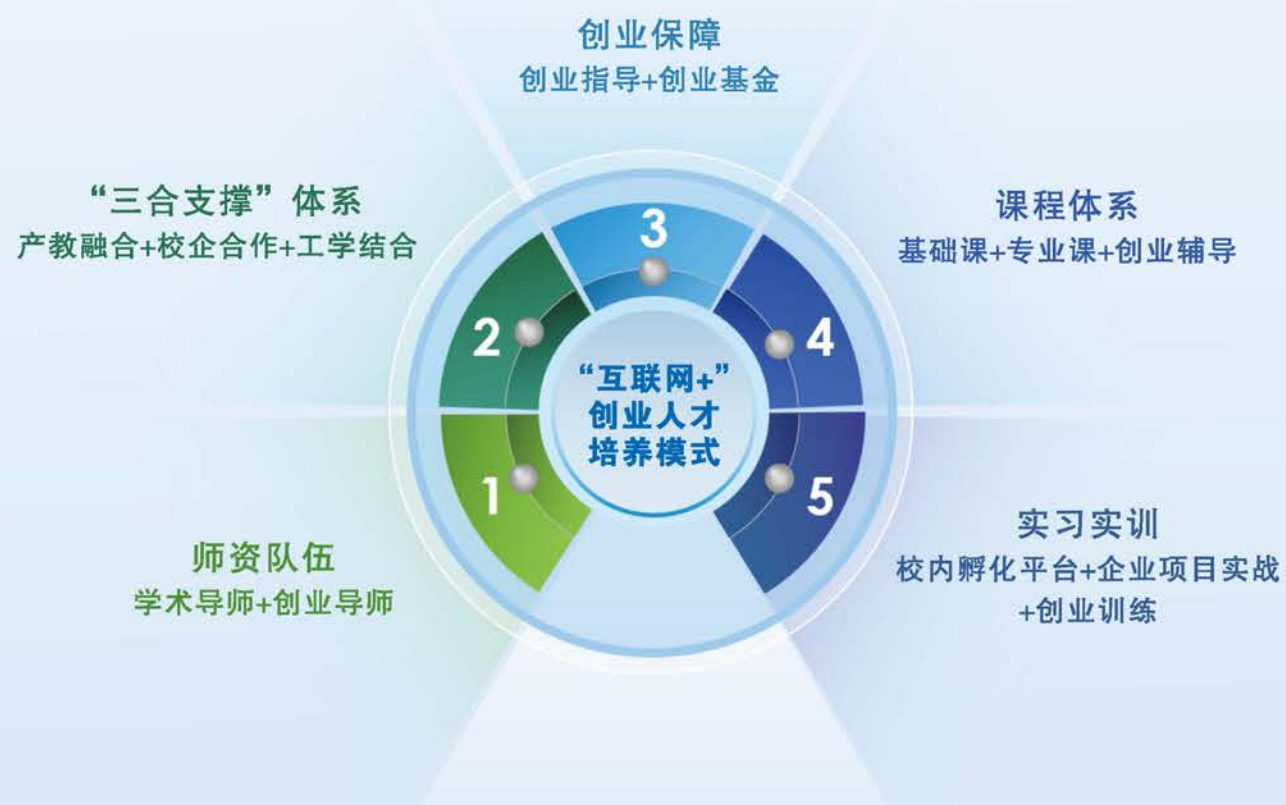 创业保障
创业指导+创业基金
“三合支撑”体系
产教融合+校企合作+工学结合
课程体系
基础课+专业课+创业辅导
3
2
4
“互联网+”
创业人才
培养模式
1
5
师资队伍
学术导师+创业导师
实习实训
校内孵化平台+企业项目实战
+创业训练